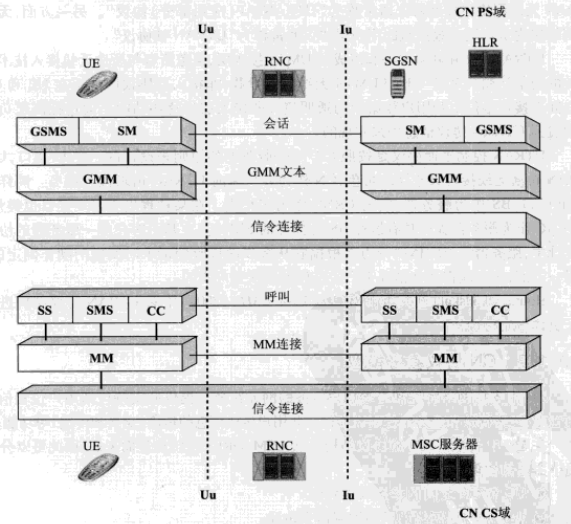 Uu Iu CN PS域
HLR
UE RNC SGSN
GSMS SM 会话 SM GSMS
GMM GMM文本 GMM
信令连接
呼叫
SS SMS CC SS SMS CC
MM MM连接 MM
信令连接
UE RNC MSC服务器
Uu Iu
CN CS域